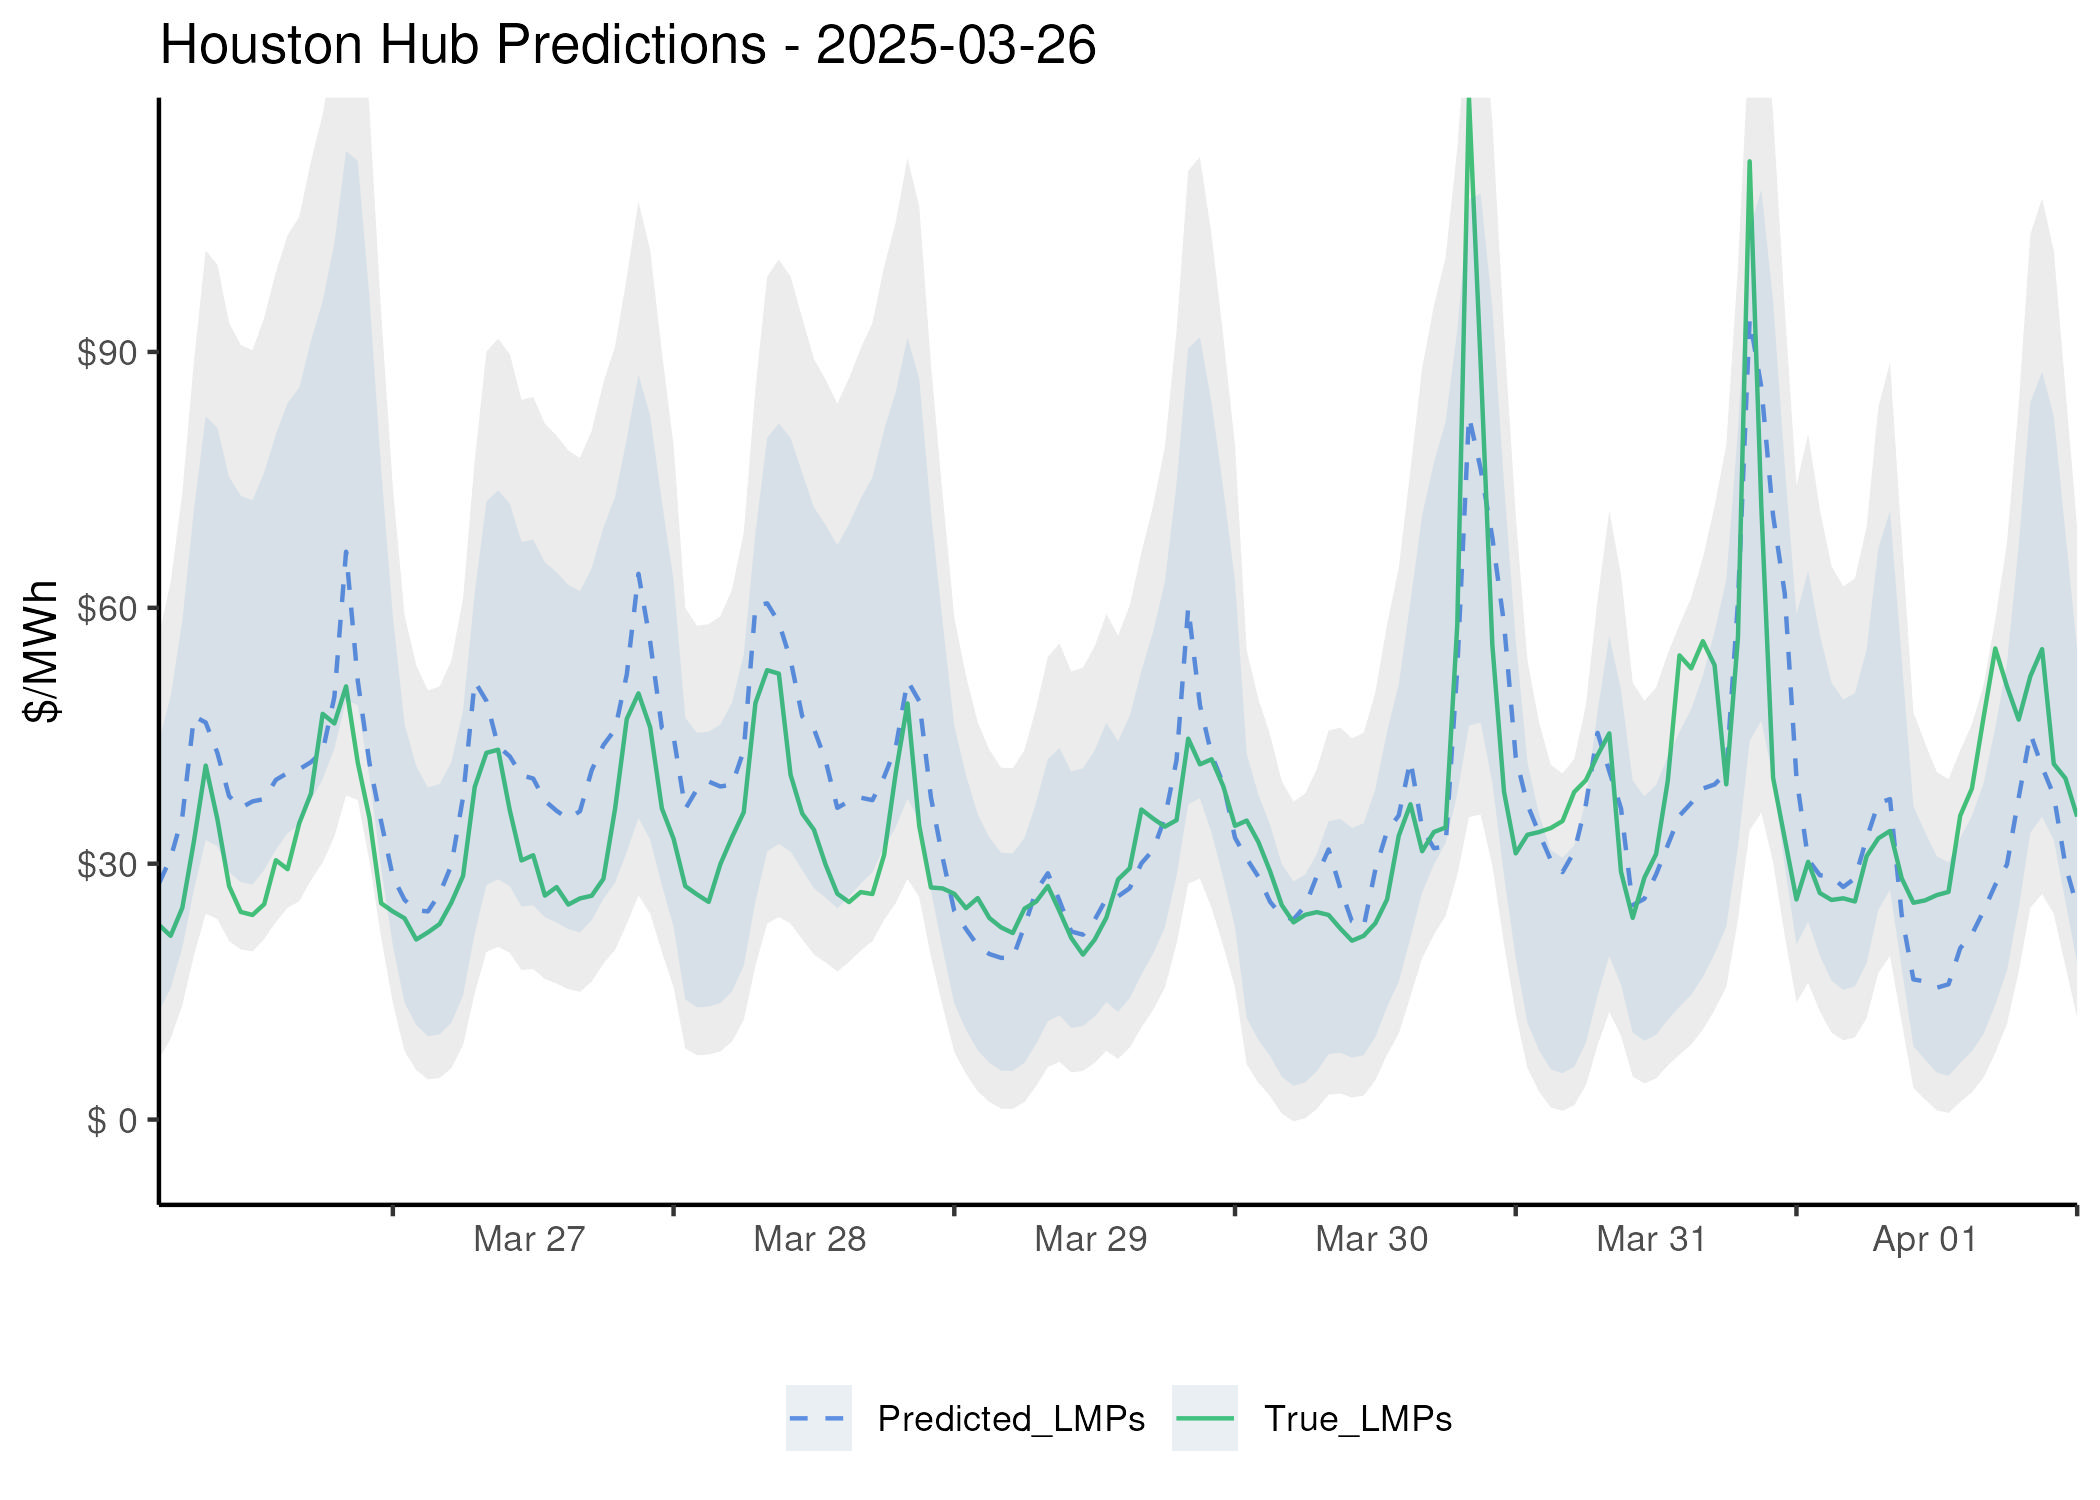 Houston Hub Predictions - 2025-03-26
$/MWh
$90
$60
$30
$ 0
Mar 27
Mar 28
Mar 29
Mar 30
Mar 31
Apr 01
Predicted_LMPs
True_LMPs